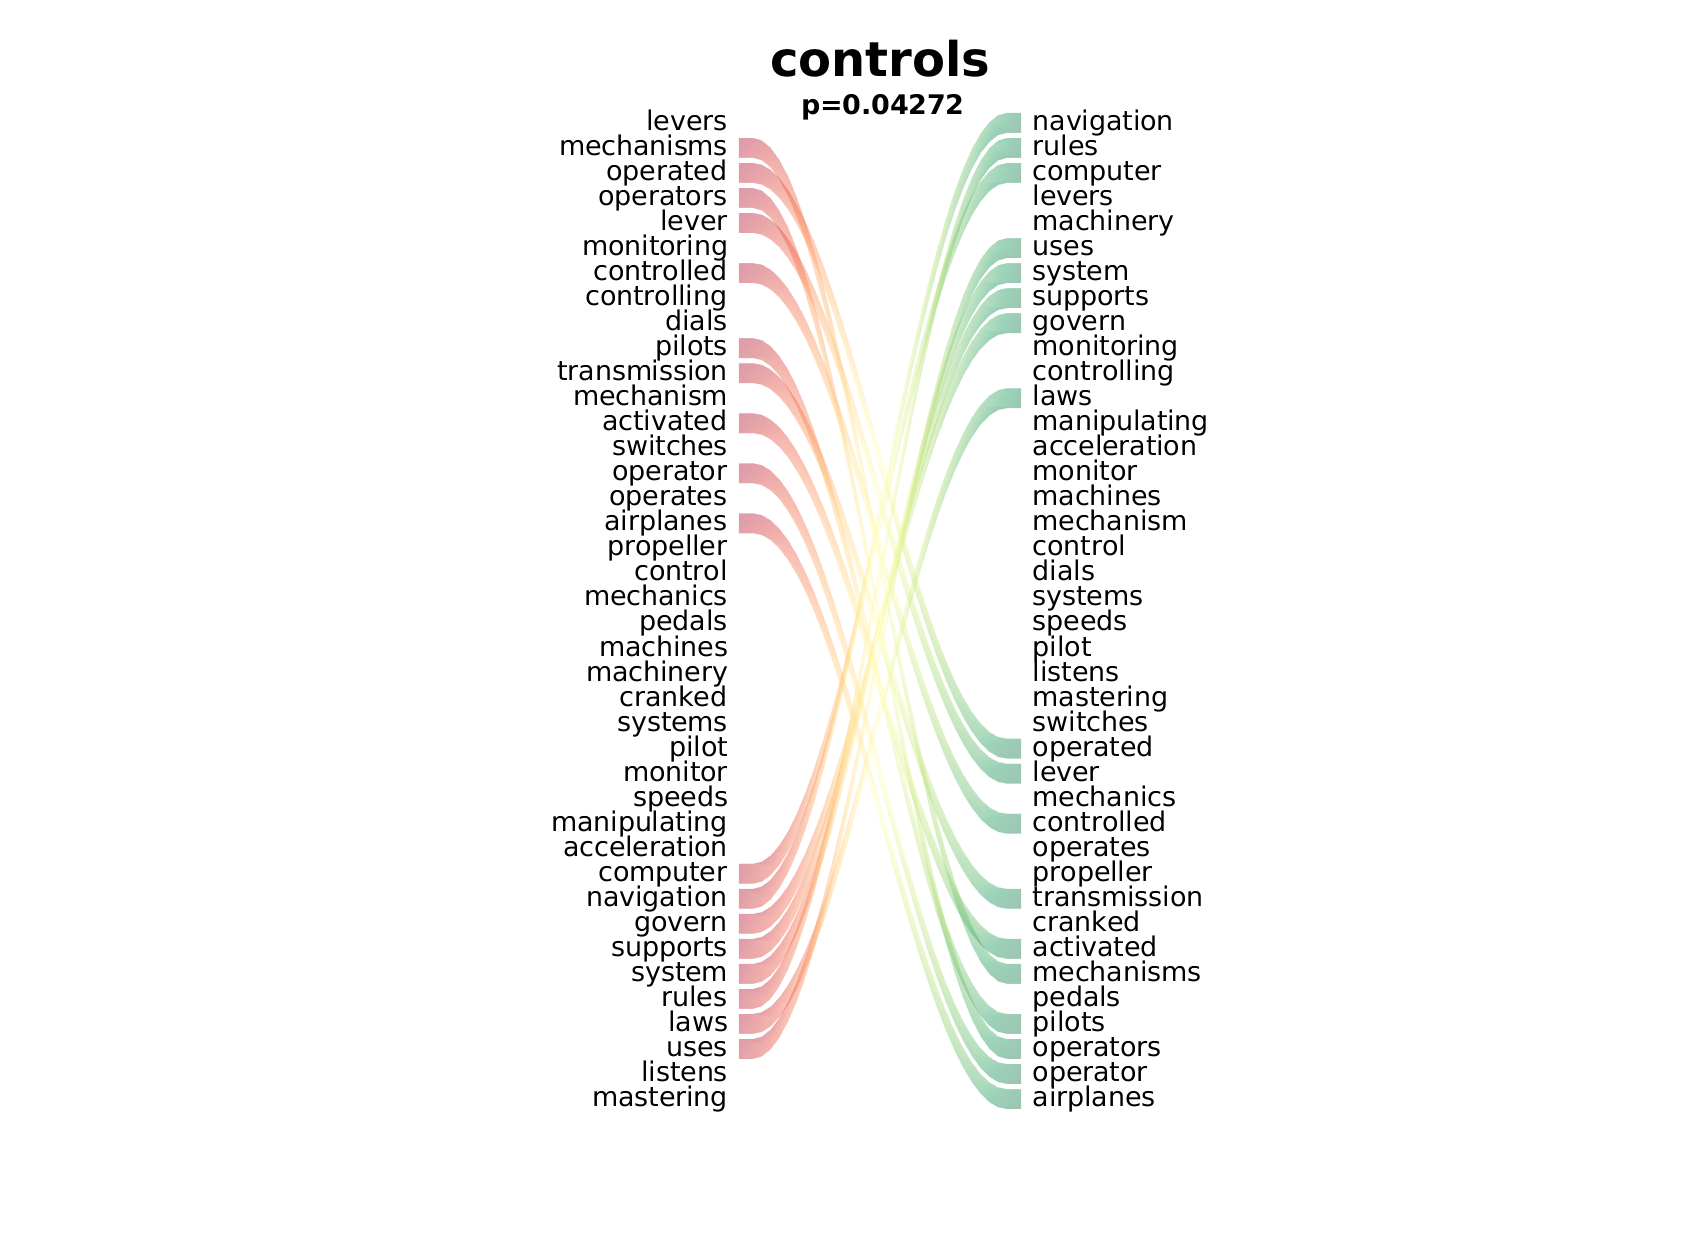 controls
p=0.04272
levers
mechanisms
operated
operators
lever
monitoring
controlled
controlling
dials
pilots
transmission
mechanism
activated
switches
operator
operates
airplanes
propeller
control
mechanics
pedals
machines
machinery
cranked
systems
pilot
monitor
speeds
manipulating
acceleration
computer
navigation
govern
supports
system
rules
laws
uses
listens
mastering
navigation
rules
computer
levers
machinery
uses
system
supports
govern
monitoring
controlling
laws
manipulating
acceleration
monitor
machines
mechanism
control
dials
systems
speeds
pilot
listens
mastering
switches
operated
lever
mechanics
controlled
operates
propeller
transmission
cranked
activated
mechanisms
pedals
pilots
operators
operator
airplanes